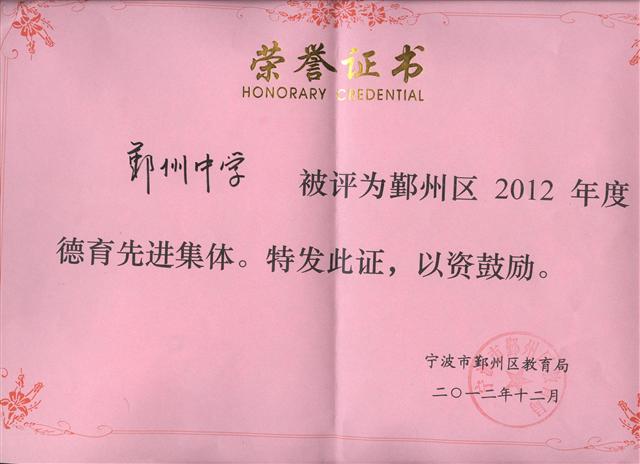 荣誉证书
HONORARY CREDENTIAL
鄞州中学 被评为鄞州区 2012 年度
德育先进集体。特发此证，以资鼓励。
宁波市鄞州区教育局
二〇一二年十二月